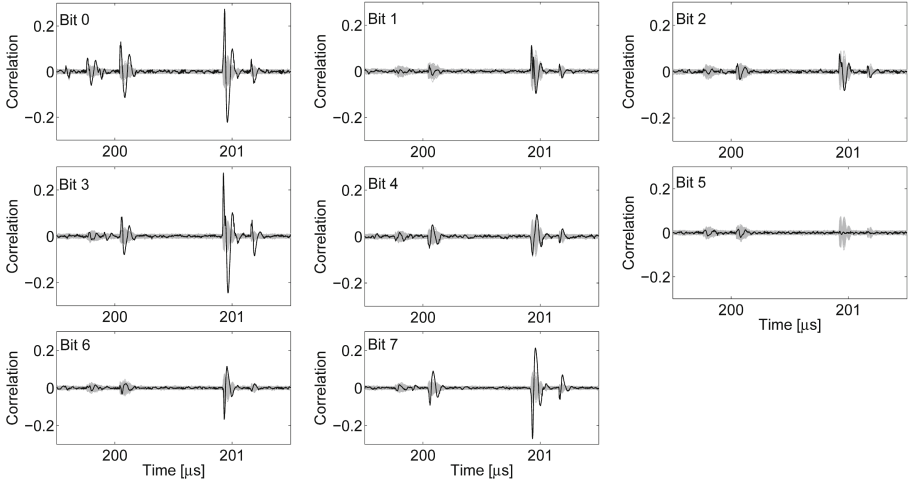 Bit 0
Correlation
0.2
0
−0.2
200
201
Bit 1
Correlation
0.2
0
−0.2
200
201
Bit 2
Correlation
0.2
0
−0.2
200
201
Bit 3
Correlation
0.2
0
−0.2
200
201
Bit 4
Correlation
0.2
0
−0.2
200
201
Bit 5
Correlation
0.2
0
−0.2
200
201
Time [μs]
Bit 6
Correlation
0.2
0
−0.2
200
201
Time [μs]
Bit 7
Correlation
0.2
0
−0.2
200
201
Time [μs]